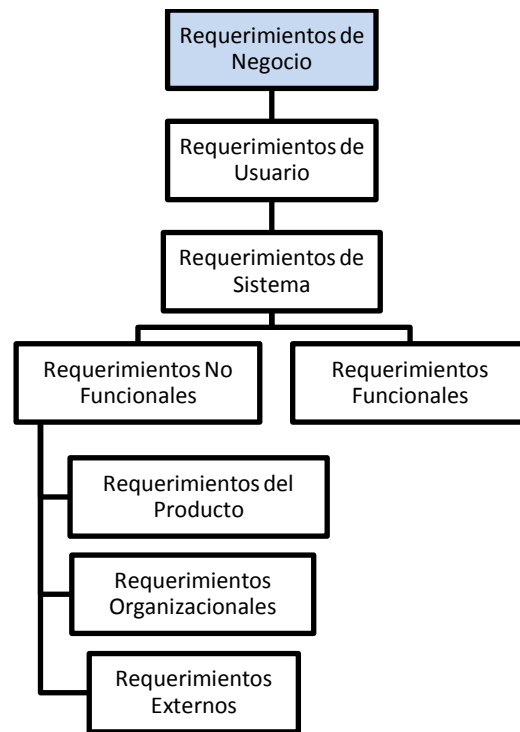 Requerimientos de
Negocio
Requerimientos de
Usuario
Requerimientos de
Sistema
Requerimientos No
Funcionales
Requerimientos
Funcionales
Requerimientos del
Producto
Requerimientos
Organizacionales
Requerimientos
Externos